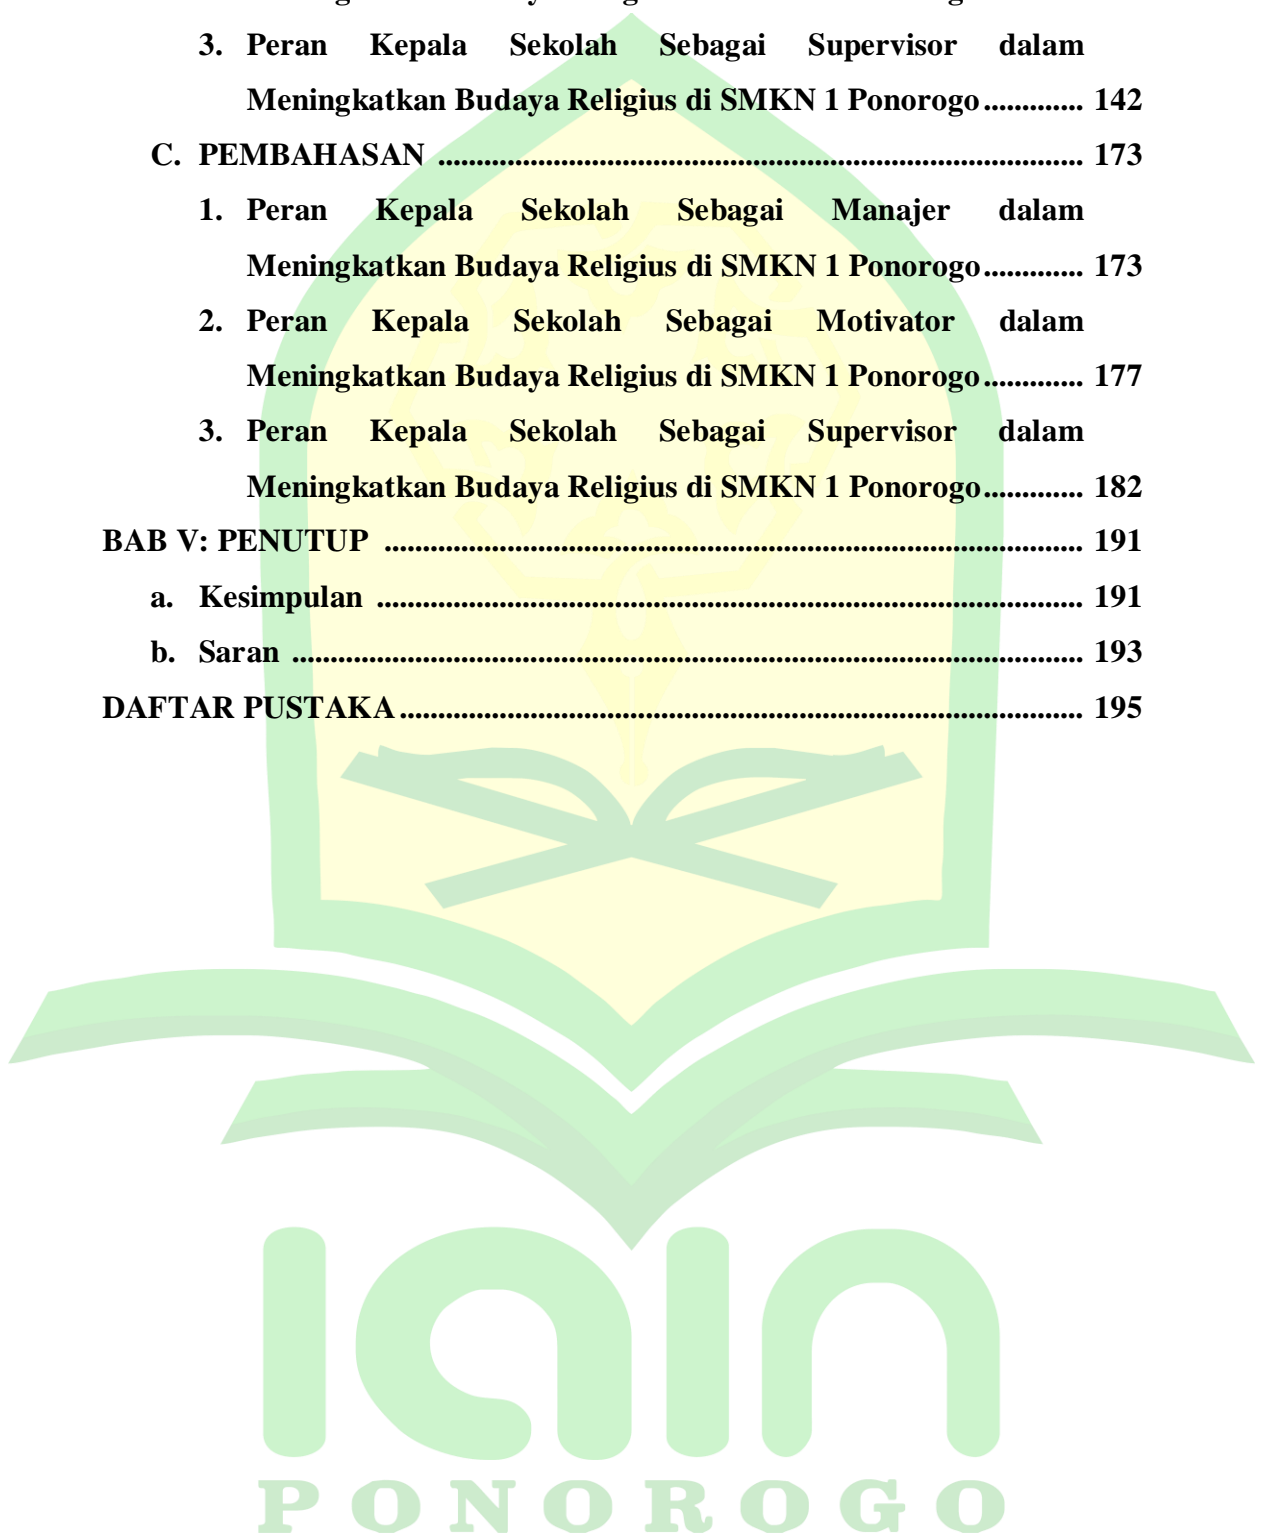 3. Peran Kepala Sekolah Sebagai Supervisor dalam
Meningkatkan Budaya Religius di SMKN 1 Ponorogo ............. 142
C. PEMBAHASAN .................................................................................... 173
1. Peran Kepala Sekolah Sebagai Manajer dalam
Meningkatkan Budaya Religius di SMKN 1 Ponorogo ............. 173
2. Peran Kepala Sekolah Sebagai Motivator dalam
Meningkatkan Budaya Religius di SMKN 1 Ponorogo ............. 177
3. Peran Kepala Sekolah Sebagai Supervisor dalam
Meningkatkan Budaya Religius di SMKN 1 Ponorogo ............. 182
BAB V: PENUTUP ........................................................................................... 191
a. Kesimpulan ............................................................................................ 191
b. Saran ....................................................................................................... 193
DAFTAR PUSTAKA ......................................................................................... 195
iain
PONOROGO